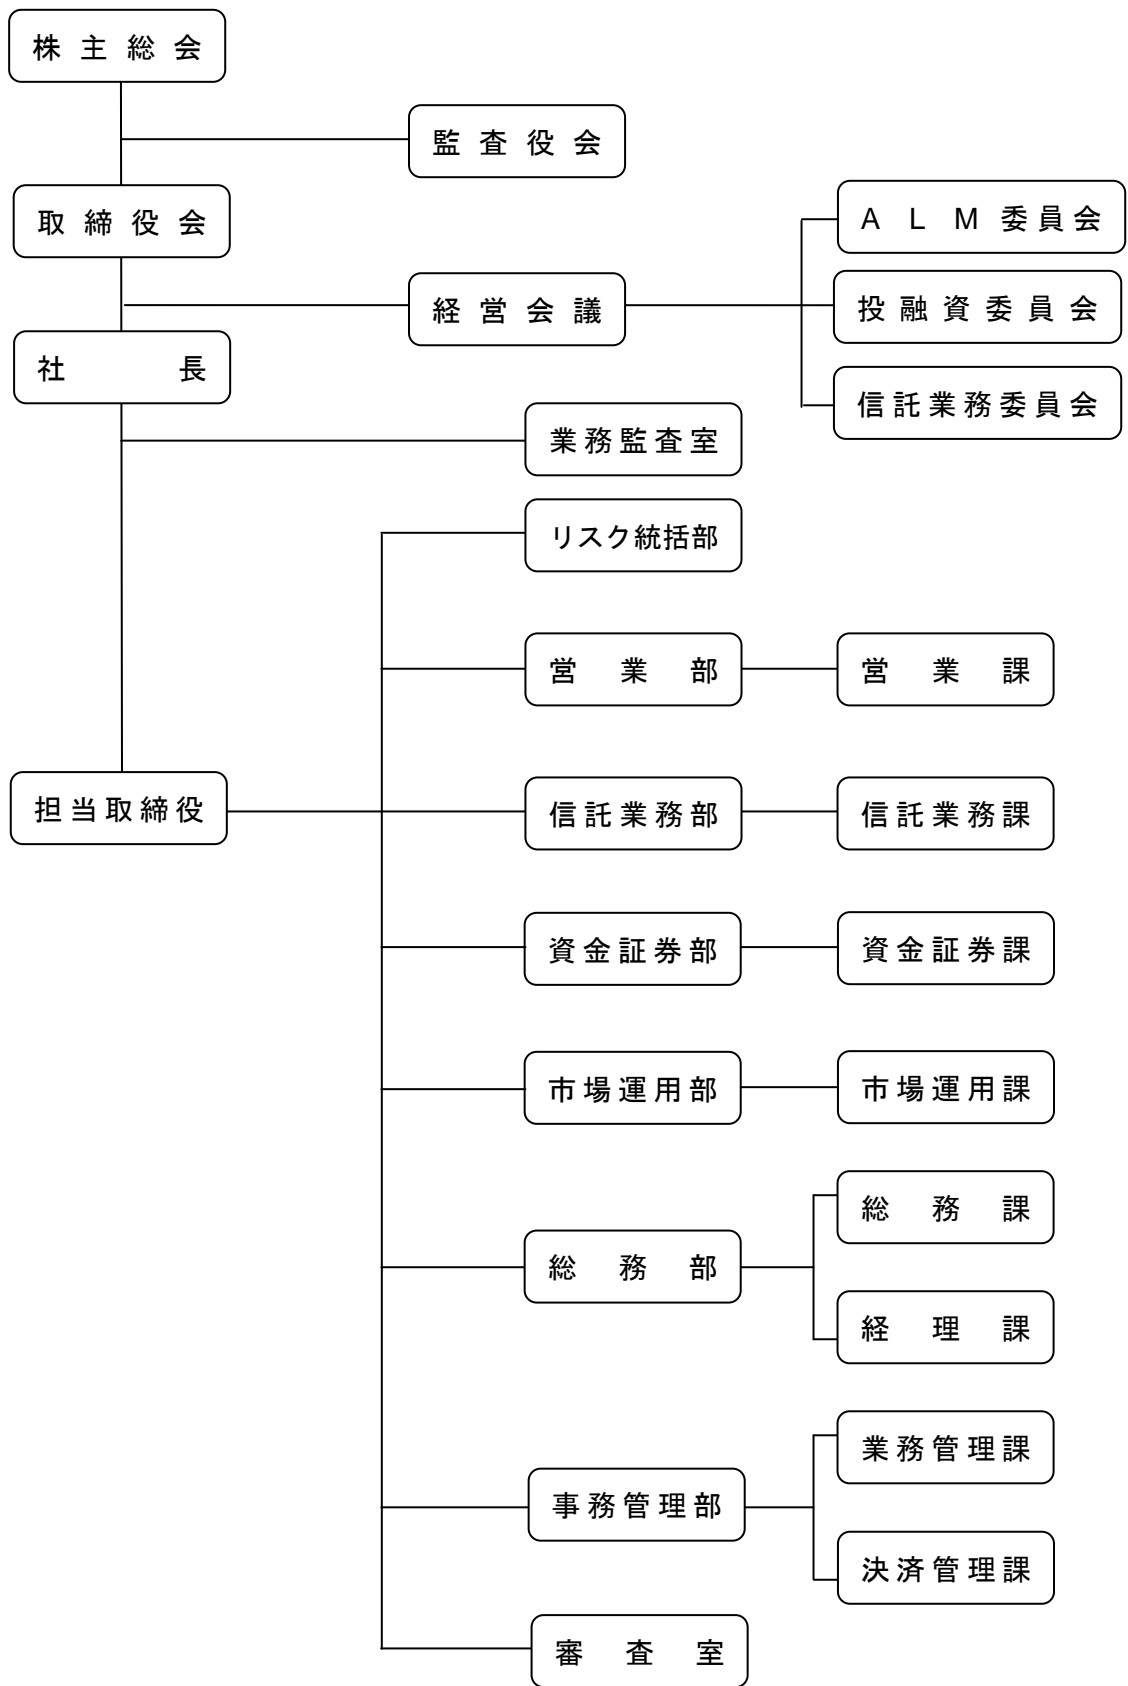 株主総会
監査役会
取締役会
ALM委員会
経営会議
投融資委員会
社長
信託業務委員会
業務監査室
リスク統括部
営業部
営業課
担当取締役
信託業務部
信託業務課
資金証券部
資金証券課
市場運用部
市場運用課
総務部
総務課
経理課
事務管理部
業務管理課
決済管理課
審査室